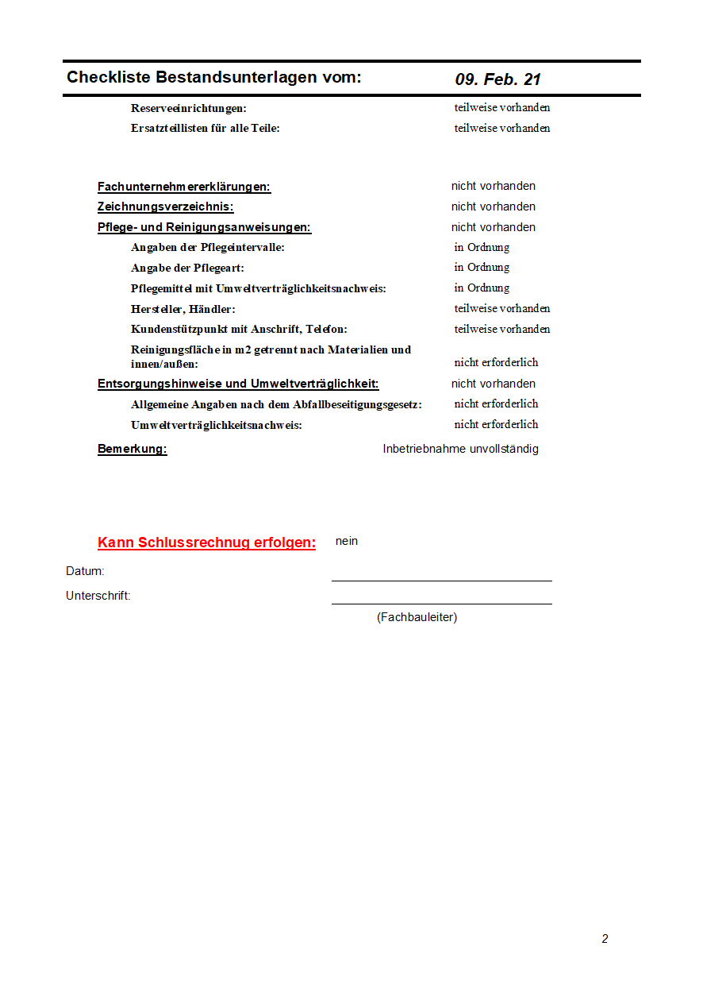 Checkliste Bestandsunterlagen vom: 09. Feb. 21
Reserveeinrichtungen: teilweise vorhanden
Ersatzteillisten für alle Teile: teilweise vorhanden
Fachunternehmererklärungen: nicht vorhanden
Zeichnungsverzeichnis: nicht vorhanden
Pflege- und Reinigungsanweisungen: nicht vorhanden
Angaben der Pflegeintervalle: in Ordnung
Angabe der Pflegeart: in Ordnung
Pflegemittel mit Umweltverträglichkeitsnachweis: in Ordnung
Hersteller, Händler: teilweise vorhanden
Kundenstützpunkt mit Anschrift, Telefon: teilweise vorhanden
Reinigungsfläche in m2 getrennt nach Materialien und
innen/außen: nicht erforderlich
Entsorgungshinweise und Umweltverträglichkeit: nicht vorhanden
Allgemeine Angaben nach dem Abfallbeseitigungsgesetz: nicht erforderlich
Umweltverträglichkeitsnachweis: nicht erforderlich
Bemerkung: Inbetriebnahme unvollständig
Kann Schlussrechnug erfolgen: nein
Datum:
Unterschrift:
(Fachbauleiter)
2